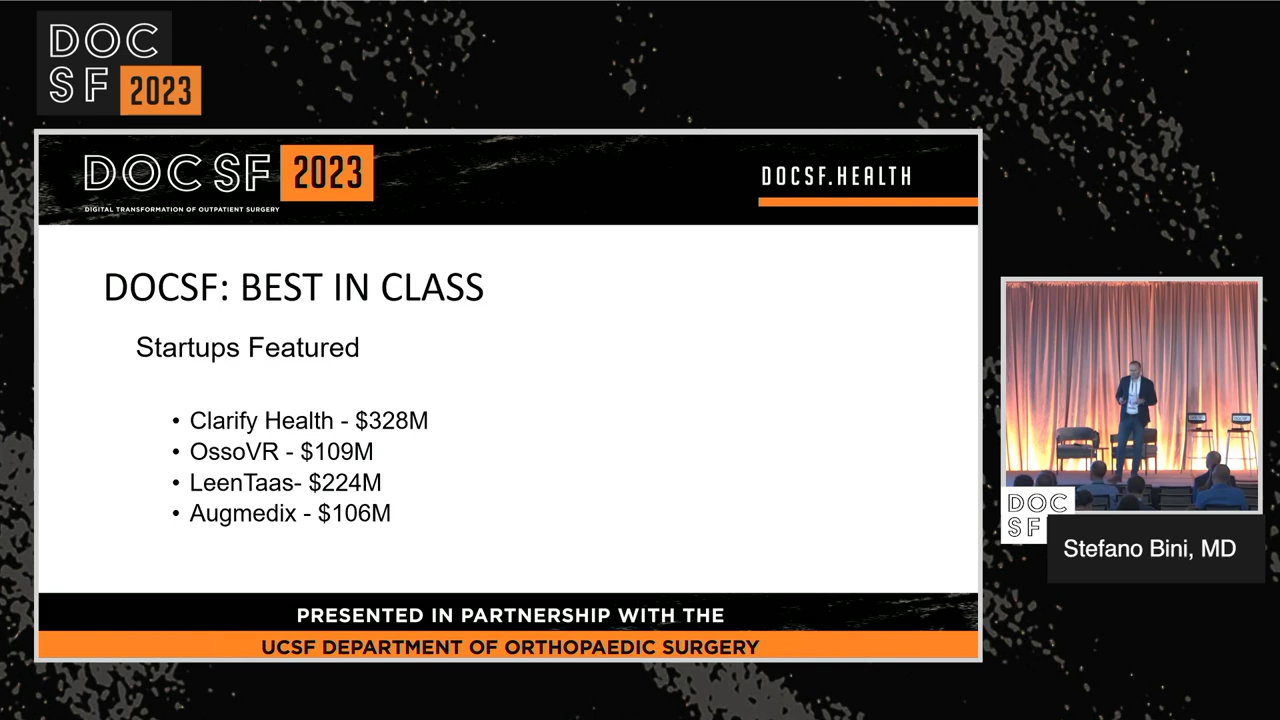 DOC
SF 2023
DOC SF 2023
DIGITAL TRANSFORMATION OF OUTPATIENT SURGERY
DOCSF.HEALTH
DOCSF: BEST IN CLASS
Startups Featured
• Clarify Health - $328M
• OssoVR - $109M
• LeenTaas- $224M
• Augmedix - $106M
PRESENTED IN PARTNERSHIP WITH THE
UCSF DEPARTMENT OF ORTHOPAEDIC SURGERY
DOC
SF
Stefano Bini, MD